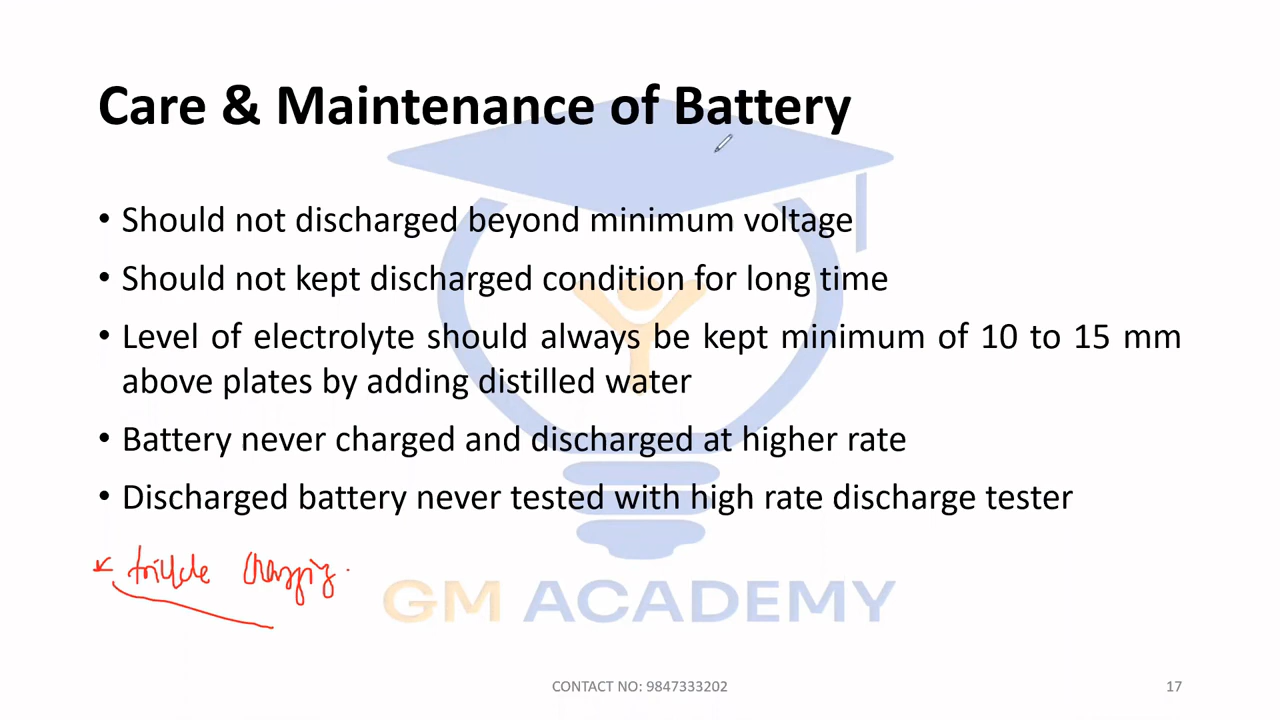 Care & Maintenance of Battery
• Should not discharged beyond minimum voltage
• Should not kept discharged condition for long time
• Level of electrolyte should always be kept minimum of 10 to 15 mm
above plates by adding distilled water
• Battery never charged and discharged at higher rate
• Discharged battery never tested with high rate discharge tester
trickle charging.
GM ACADEMY
CONTACT NO: 9847333202
17